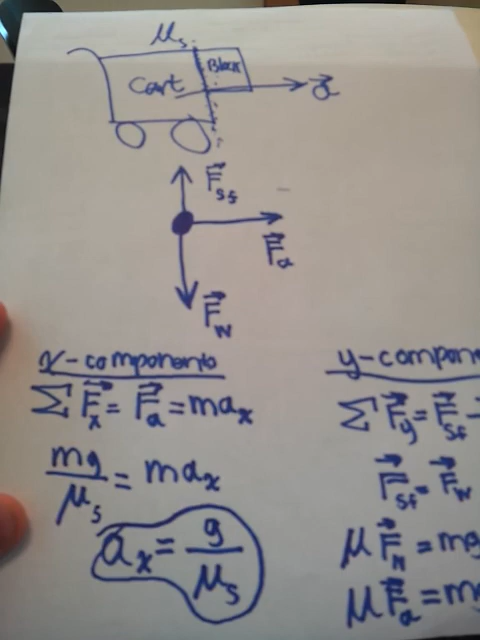 μs
Block
Cart
a⃗
F⃗sf
F⃗a
F⃗N
x-components
ΣF⃗x = F⃗a = max
mg/μs = max
ax = g/μs
y-compone
ΣF⃗y = F⃗sf -
F⃗sf = F⃗N
μF⃗N = mg
μF⃗a = m